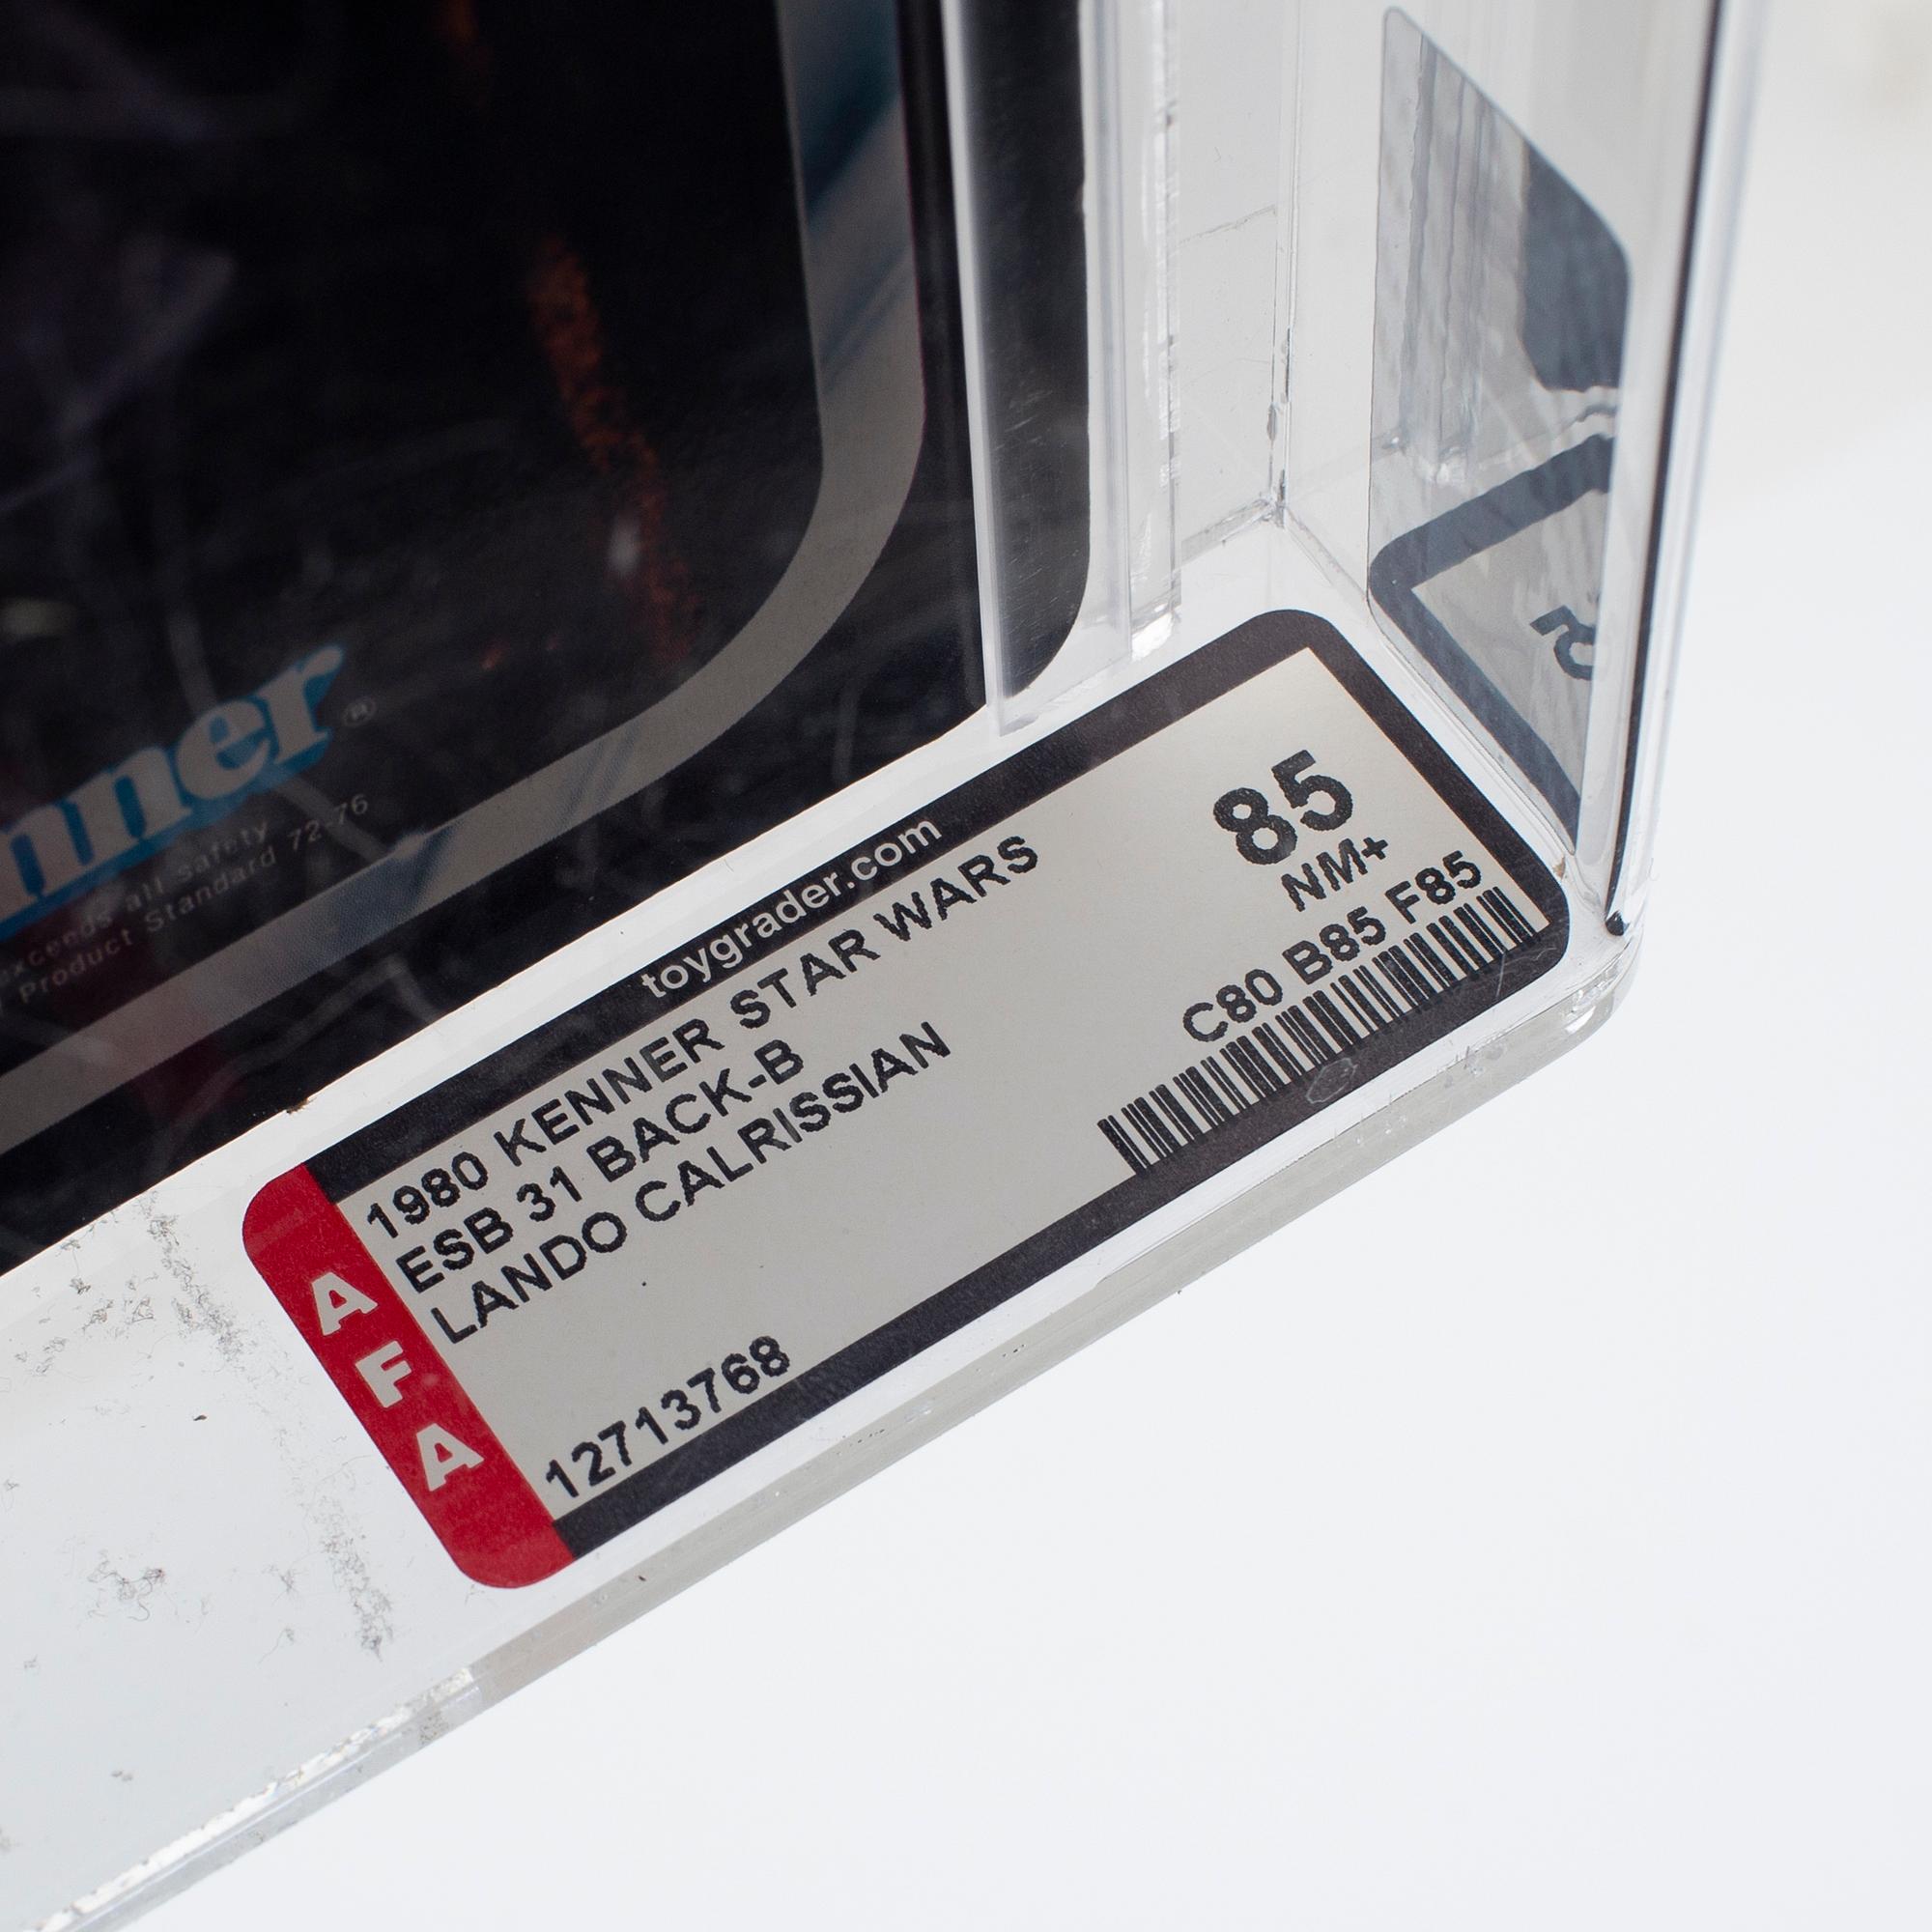 nner®
exceeds all safety
Product Standard 72-76
toygrader.com
1980 KENNER STAR WARS
ESB 31 BACK-B
LANDO CALRISSIAN
12713768
85
NM+
C80 B85 F85
AFA